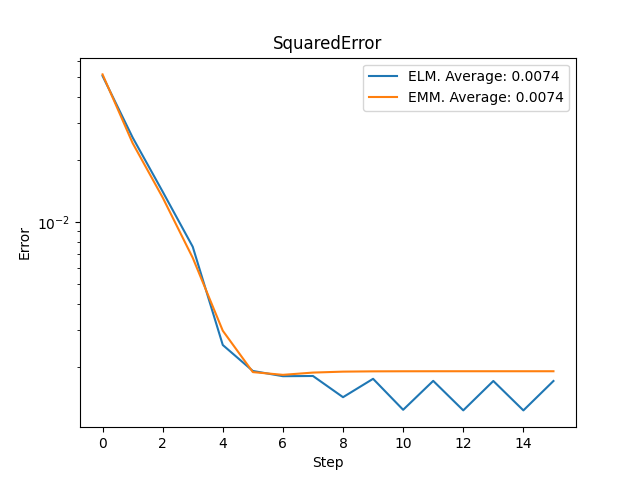 SquaredError
ELM. Average: 0.0074
EMM. Average: 0.0074
10⁻²
Error
0 2 4 6 8 10 12 14
Step